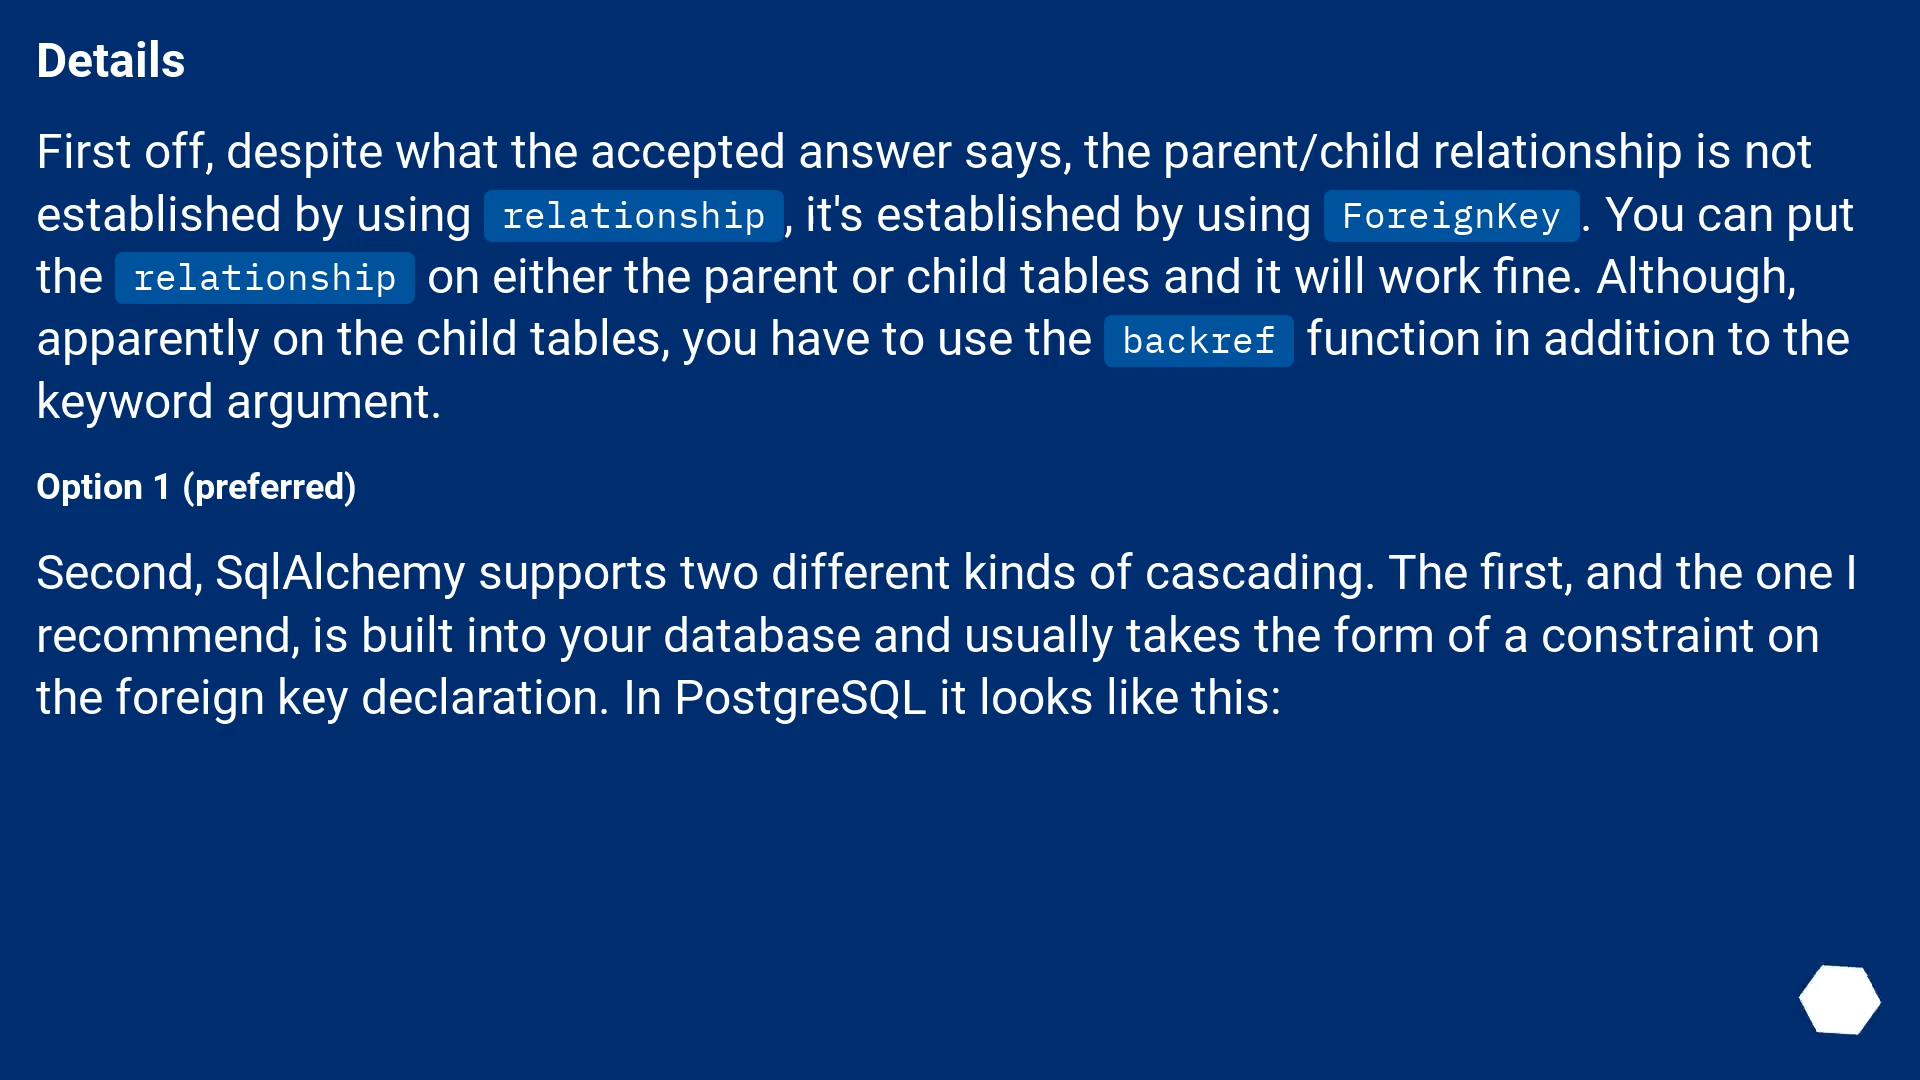 Details
First off, despite what the accepted answer says, the parent/child relationship is not
established by using relationship, it's established by using ForeignKey. You can put
the relationship on either the parent or child tables and it will work fine. Although,
apparently on the child tables, you have to use the backref function in addition to the
keyword argument.
Option 1 (preferred)
Second, SqlAlchemy supports two different kinds of cascading. The first, and the one I
recommend, is built into your database and usually takes the form of a constraint on
the foreign key declaration. In PostgreSQL it looks like this: